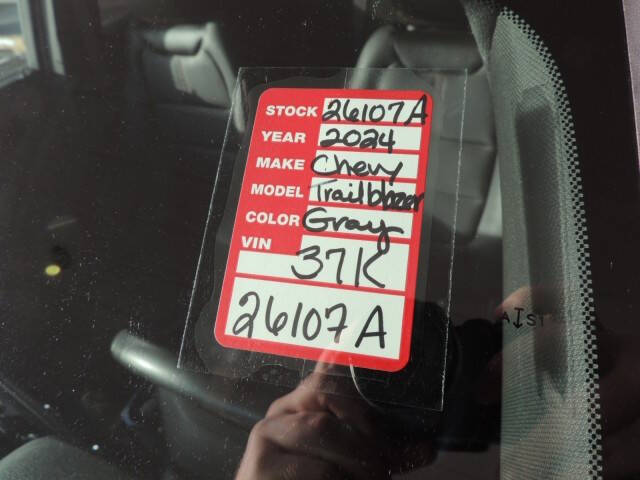 STOCK 26107A
YEAR 2024
MAKE Chevy
MODEL Trailblazer
COLOR Gray
VIN
37K
26107A